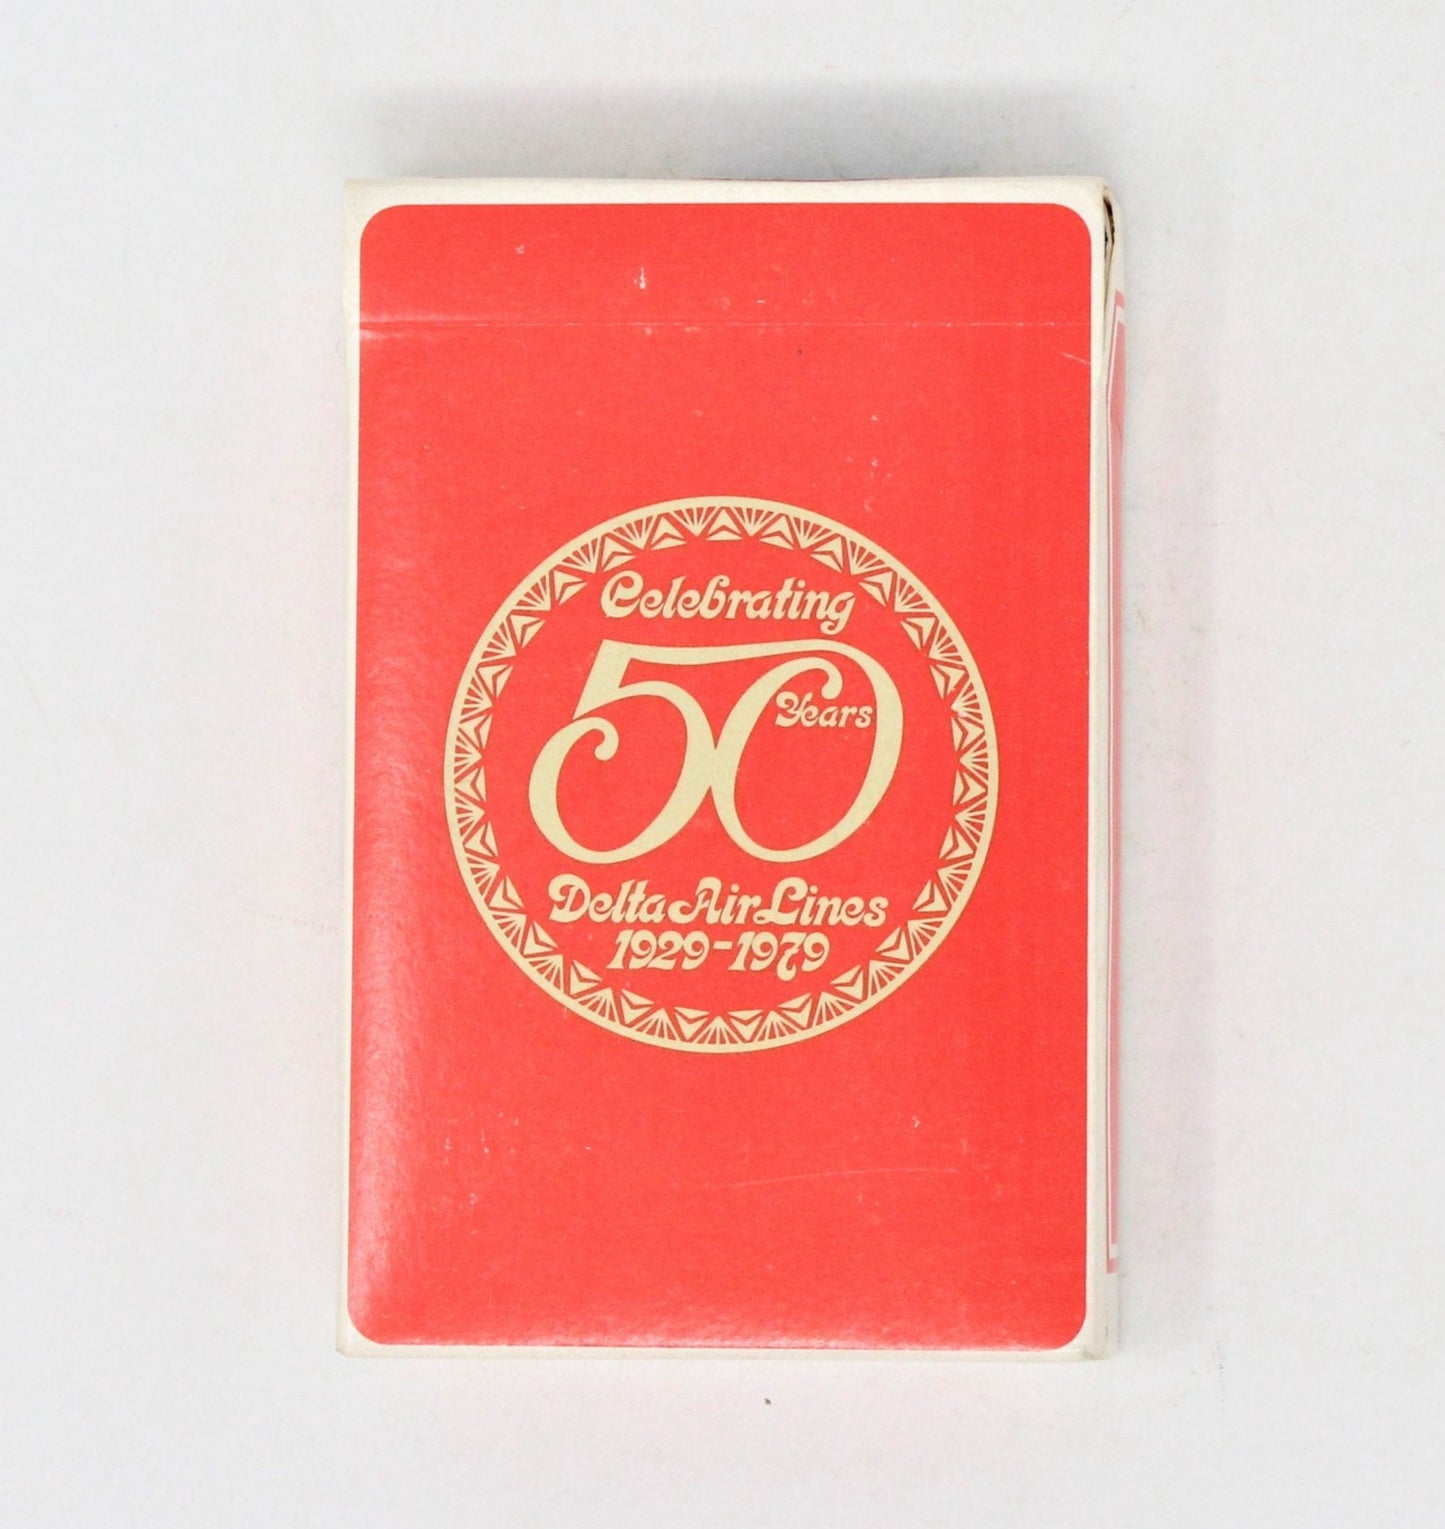 Celebrating
50
Years
Delta Air Lines
1929-1979